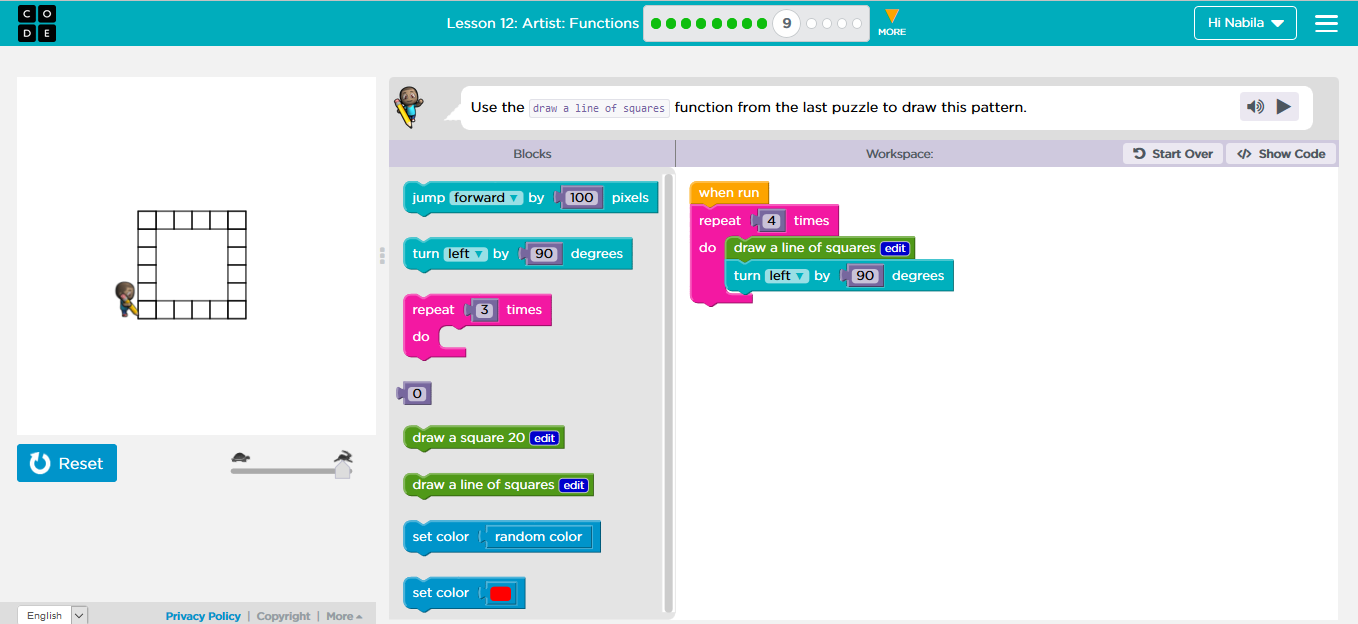 C O
D E
Lesson 12: Artist: Functions
9
MORE
Hi Nabila
Use the draw a line of squares function from the last puzzle to draw this pattern.
Blocks
Workspace:
Start Over
</> Show Code
jump forward by 100 pixels
turn left by 90 degrees
repeat 3 times
do
0
draw a square 20 edit
draw a line of squares edit
set color random color
set color
when run
repeat 4 times
do draw a line of squares edit
turn left by 90 degrees
Reset
English
Privacy Policy | Copyright | More